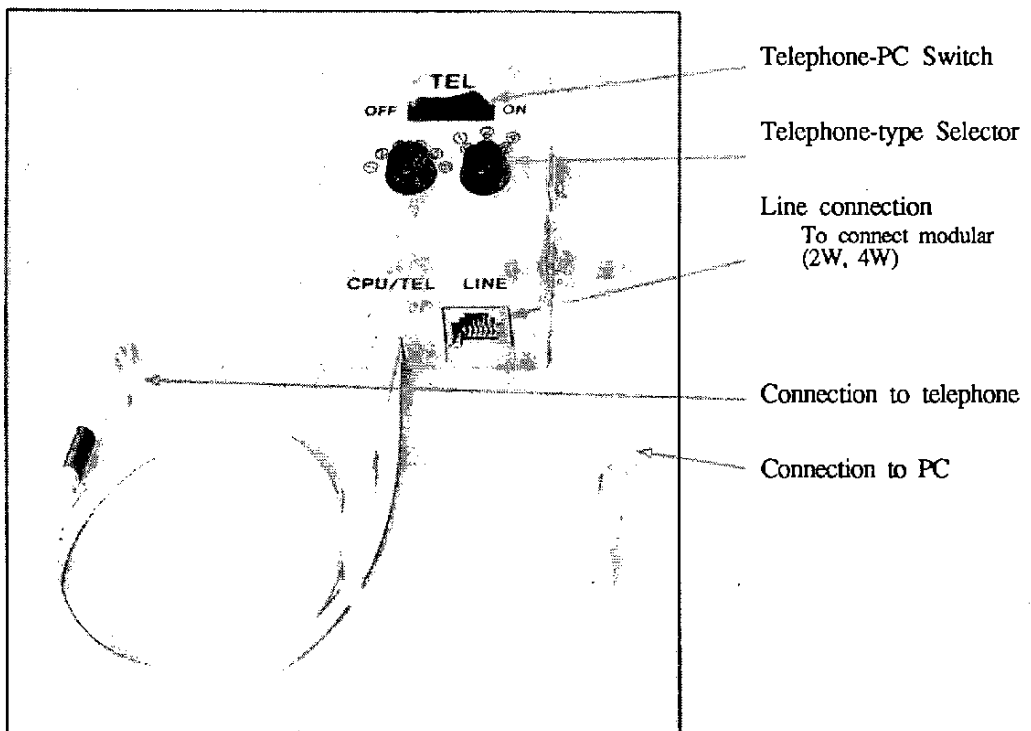 Telephone-PC Switch
TEL
OFF ON
Telephone-type Selector
Line connection
To connect modular
(2W, 4W)
CPU/TEL LINE
Connection to telephone
Connection to PC